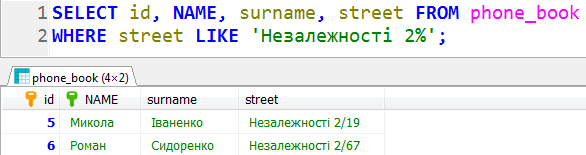 1 SELECT id, NAME, surname, street FROM phone_book
2 WHERE street LIKE 'Незалежності 2%';
phone_book (4×2)
id NAME surname street
5 Микола Іваненко Незалежності 2/19
6 Роман Сидоренко Незалежності 2/67